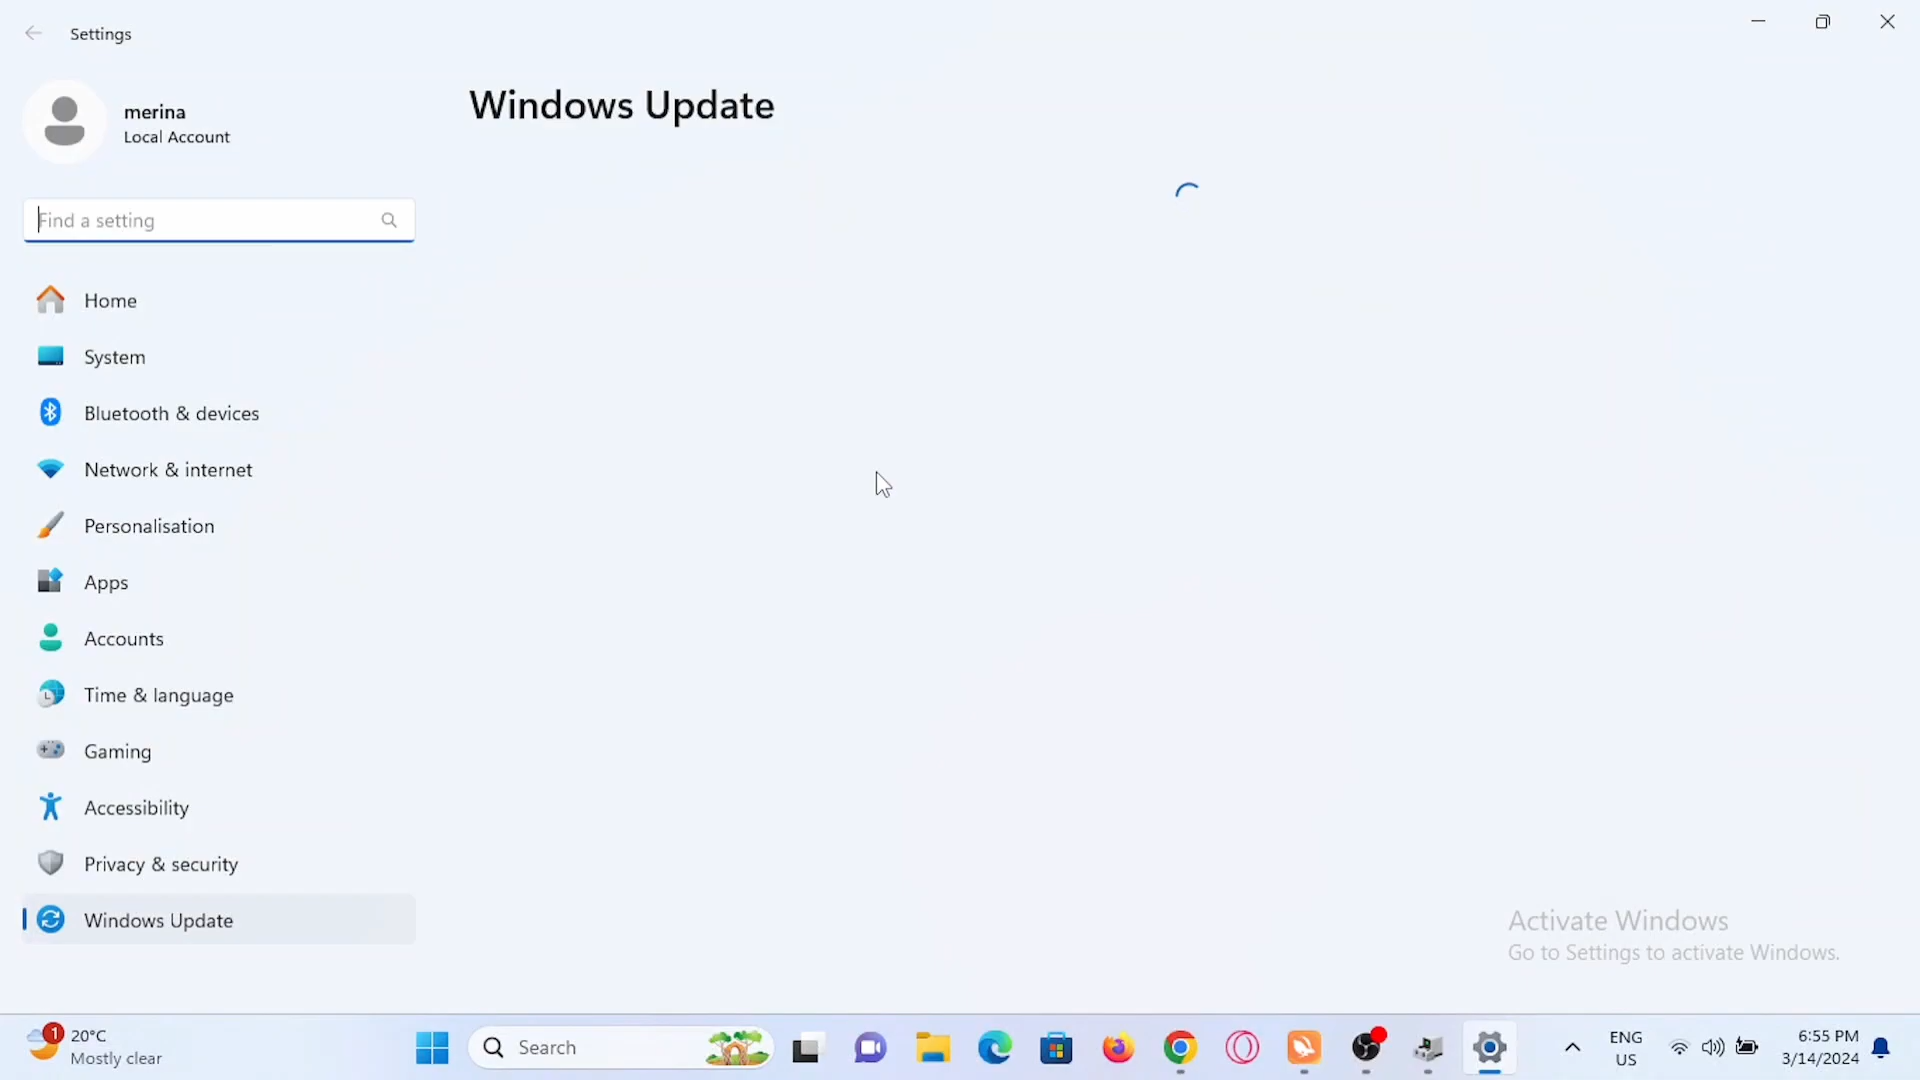 Settings
merina
Local Account
Find a setting
Home
System
Bluetooth & devices
Network & internet
Personalisation
Apps
Accounts
Time & language
Gaming
Accessibility
Privacy & security
Windows Update
Windows Update
Activate Windows
Go to Settings to activate Windows.
1
20°C
Mostly clear
Search
ENG
US
6:55 PM
3/14/2024